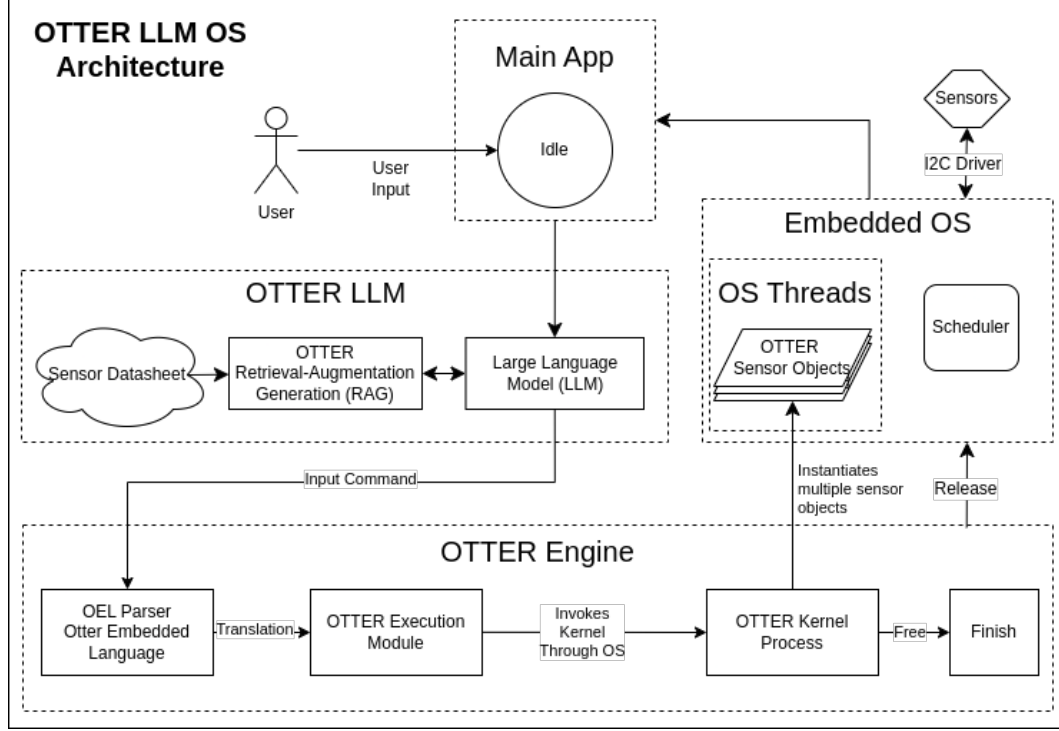 OTTER LLM OS
Architecture
Main App
Idle
User
Input
User
Sensors
I2C Driver
Embedded OS
OS Threads
OTTER
Sensor Objects
Scheduler
OTTER LLM
Sensor Datasheet
OTTER
Retrieval-Augmentation
Generation (RAG)
Large Language
Model (LLM)
Input Command
Instantiates
multiple sensor
objects
Release
OTTER Engine
OEL Parser
Otter Embedded
Language
Translation
OTTER Execution
Module
Invokes
Kernel
Through OS
OTTER Kernel
Process
Free
Finish